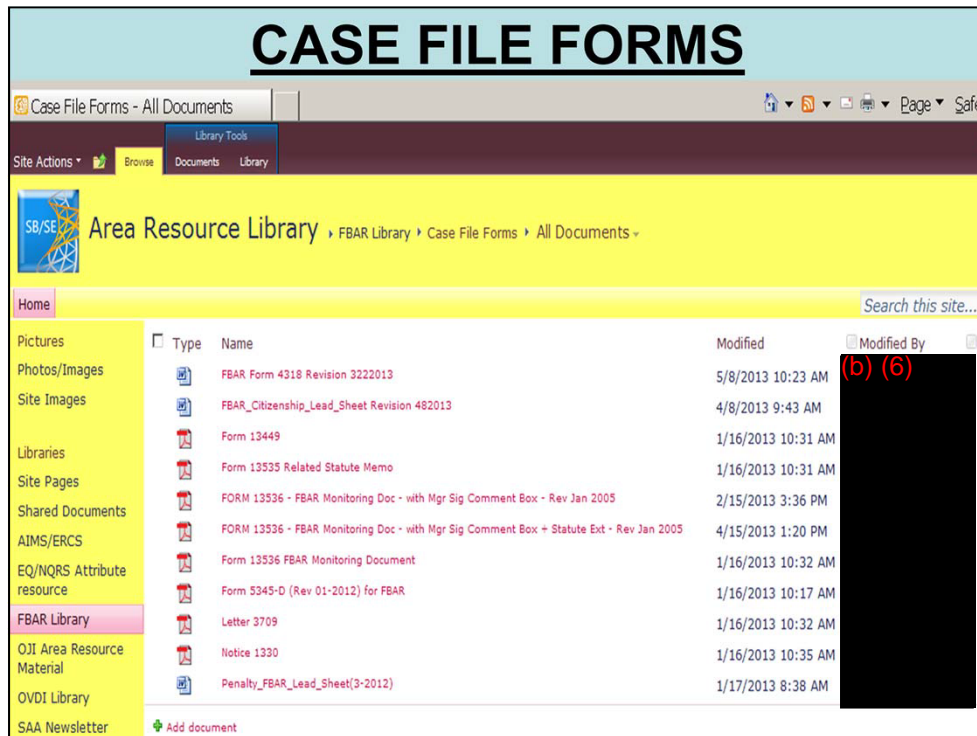 CASE FILE FORMS
Case File Forms - All Documents
Page Safe
Library Tools
Site Actions Browse Documents Library
SB/SE Area Resource Library FBAR Library Case File Forms All Documents
Home Search this site...
Pictures
Photos/Images
Site Images
Libraries
Site Pages
Shared Documents
AIMS/ERCS
EQ/NQRS Attribute
resource
FBAR Library
OJI Area Resource
Material
OVDI Library
SAA Newsletter
Type Name Modified Modified By
(b) (6)
FBAR Form 4318 Revision 3222013 5/8/2013 10:23 AM
FBAR_Citizenship_Lead_Sheet Revision 482013 4/8/2013 9:43 AM
Form 13449 1/16/2013 10:31 AM
Form 13535 Related Statute Memo 1/16/2013 10:31 AM
FORM 13536 - FBAR Monitoring Doc - with Mgr Sig Comment Box - Rev Jan 2005 2/15/2013 3:36 PM
FORM 13536 - FBAR Monitoring Doc - with Mgr Sig Comment Box + Statute Ext - Rev Jan 2005 4/15/2013 1:20 PM
Form 13536 FBAR Monitoring Document 1/16/2013 10:32 AM
Form 5345-D (Rev 01-2012) for FBAR 1/16/2013 10:17 AM
Letter 3709 1/16/2013 10:32 AM
Notice 1330 1/16/2013 10:35 AM
Penalty_FBAR_Lead_Sheet(3-2012) 1/17/2013 8:38 AM
Add document